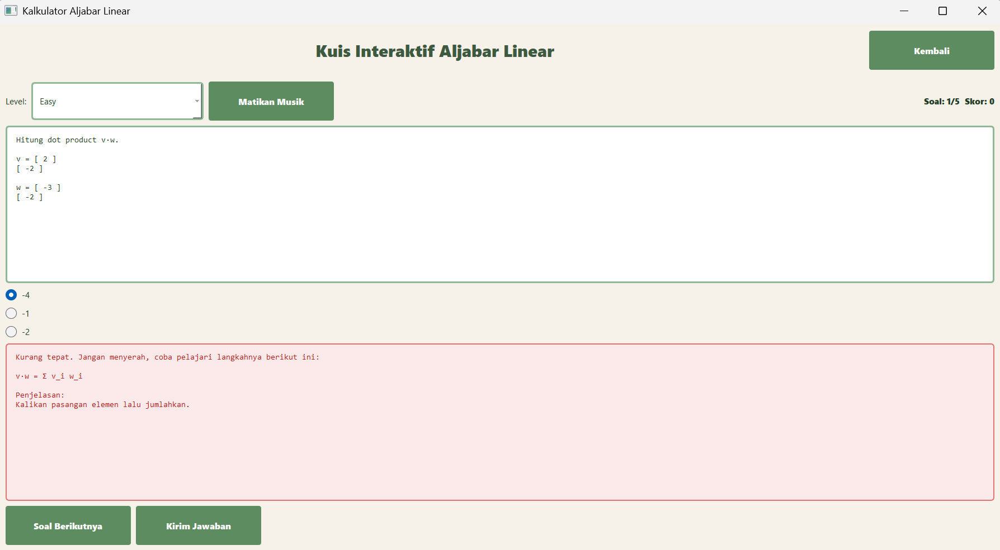 Kalkulator Aljabar Linear
Kuis Interaktif Aljabar Linear
Kembali
Level:
Easy
Matikan Musik
Soal: 1/5 Skor: 0
Hitung dot product v·w.
v = [ 2 ]
[ -2 ]
w = [ -3 ]
[ -2 ]
-4
-1
-2
Kurang tepat. Jangan menyerah, coba pelajari langkahnya berikut ini:
v·w = Σ v_i w_i
Penjelasan:
Kalikan pasangan elemen lalu jumlahkan.
Soal Berikutnya
Kirim Jawaban